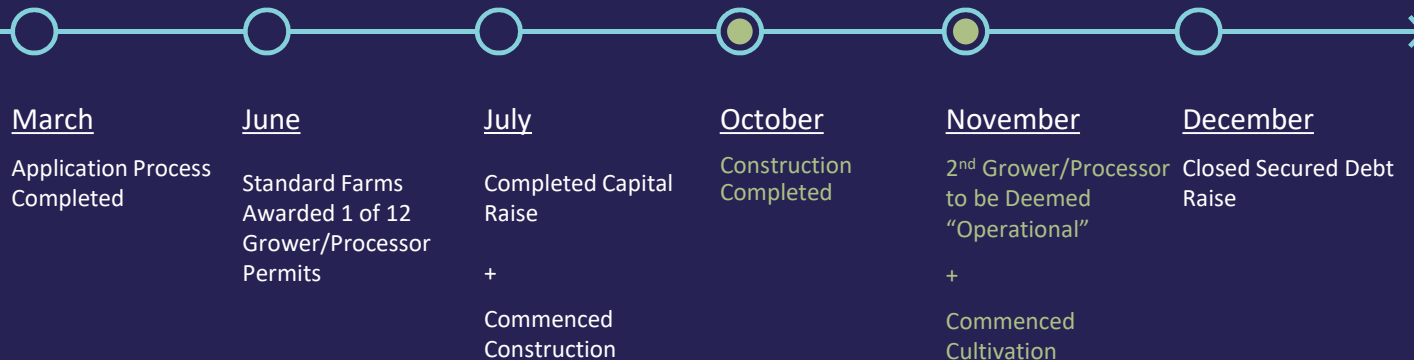 March
Application Process
Completed
June
Standard Farms
Awarded 1 of 12
Grower/Processor
Permits
July
Completed Capital
Raise
+
Commenced
Construction
October
Construction
Completed
November
2nd Grower/Processor
to be Deemed
“Operational”
+
Commenced
Cultivation
December
Closed Secured Debt
Raise